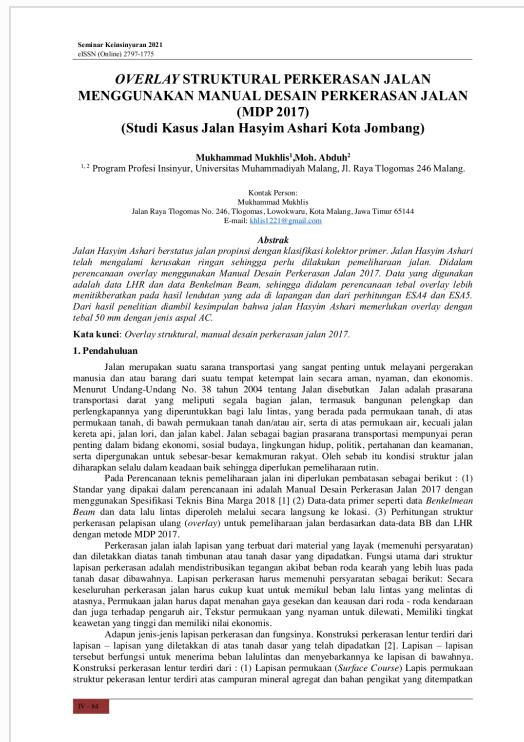 Seminar Keinsinyuran 2021
eISSN (Online) 2797-1775
OVERLAY STRUKTURAL PERKERASAN JALAN
MENGGUNAKAN MANUAL DESAIN PERKERASAN JALAN
(MDP 2017)
(Studi Kasus Jalan Hasyim Ashari Kota Jombang)
Mukhammad Mukhlis¹,Moh. Abduh²
¹, ² Program Profesi Insinyur, Universitas Muhammadiyah Malang, Jl. Raya Tlogomas 246 Malang.
Kontak Person:
Mukhammad Mukhlis
Jalan Raya Tlogomas No. 246, Tlogomas, Lowokwaru, Kota Malang, Jawa Timur 65144
E-mail: khlis1221@gmail.com
Abstrak
Jalan Hasyim Ashari berstatus jalan propinsi dengan klasifikasi kolektor primer. Jalan Hasyim Ashari
telah mengalami kerusakan ringan sehingga perlu dilakukan pemeliharaan jalan. Didalam
perencanaan overlay menggunakan Manual Desain Perkerasan Jalan 2017. Data yang digunakan
adalah data LHR dan data Benkelman Beam, sehingga didalam perencanaan tebal overlay lebih
menitikberatkan pada hasil lendutan yang ada di lapangan dan dari perhitungan ESA4 dan ESA5.
Dari hasil penelitian diambil kesimpulan bahwa jalan Hasyim Ashari memerlukan overlay dengan
tebal 50 mm dengan jenis aspal AC.
Kata kunci: Overlay struktural, manual desain perkerasan jalan 2017.
1. Pendahuluan
Jalan merupakan suatu sarana transportasi yang sangat penting untuk melayani pergerakan
manusia dan atau barang dari suatu tempat ketempat lain secara aman, nyaman, dan ekonomis.
Menurut Undang-Undang No. 38 tahun 2004 tentang Jalan disebutkan Jalan adalah prasarana
transportasi darat yang meliputi segala bagian jalan, termasuk bangunan pelengkap dan
perlengkapannya yang diperuntukkan bagi lalu lintas, yang berada pada permukaan tanah, di atas
permukaan tanah, di bawah permukaan tanah dan/atau air, serta di atas permukaan air, kecuali jalan
kereta api, jalan lori, dan jalan kabel. Jalan sebagai bagian prasarana transportasi mempunyai peran
penting dalam bidang ekonomi, sosial budaya, lingkungan hidup, politik, pertahanan dan keamanan,
serta dipergunakan untuk sebesar-besar kemakmuran rakyat. Oleh sebab itu kondisi struktur jalan
diharapkan selalu dalam keadaan baik sehingga diperlukan pemeliharaan rutin.
Pada Perencanaan teknis pemeliharaan jalan ini diperlukan pembatasan sebagai berikut : (1)
Standar yang dipakai dalam perencanaan ini adalah Manual Desain Perkerasan Jalan 2017 dengan
menggunakan Spesifikasi Teknis Bina Marga 2018 [1] (2) Data-data primer seperti data Benkelmean
Beam dan data lalu lintas diperoleh melalui secara langsung ke lokasi. (3) Perhitungan struktur
perkerasan pelapisan ulang (overlay) untuk pemeliharaan jalan berdasarkan data-data BB dan LHR
dengan metode MDP 2017.
Perkerasan jalan ialah lapisan yang terbuat dari material yang layak (memenuhi persyaratan)
dan diletakkan diatas tanah timbunan atau tanah dasar yang dipadatkan. Fungsi utama dari struktur
lapisan perkerasan adalah mendistribusikan tegangan akibat beban roda kearah yang lebih luas pada
tanah dasar dibawahnya. Lapisan perkerasan harus memenuhi persyaratan sebagai berikut: Secara
keseluruhan perkerasan jalan harus cukup kuat untuk memikul beban lalu lintas yang melintas di
atasnya, Permukaan jalan harus dapat menahan gaya gesekan dan keausan dari roda - roda kendaraan
dan juga terhadap pengaruh air, Tekstur permukaan yang nyaman untuk dilewati, Memiliki tingkat
keawetan yang tinggi dan memiliki nilai ekonomis.
Adapun jenis-jenis lapisan perkerasan dan fungsinya. Konstruksi perkerasan lentur terdiri dari
lapisan – lapisan yang diletakkan di atas tanah dasar yang telah dipadatkan [2]. Lapisan – lapisan
tersebut berfungsi untuk menerima beban lalulintas dan menyebarkannya ke lapisan di bawahnya.
Konstruksi perkerasan lentur terdiri dari : (1) Lapisan permukaan (Surface Course) Lapis permukaan
struktur pekerasan lentur terdiri atas campuran mineral agregat dan bahan pengikat yang ditempatkan
IV - 84